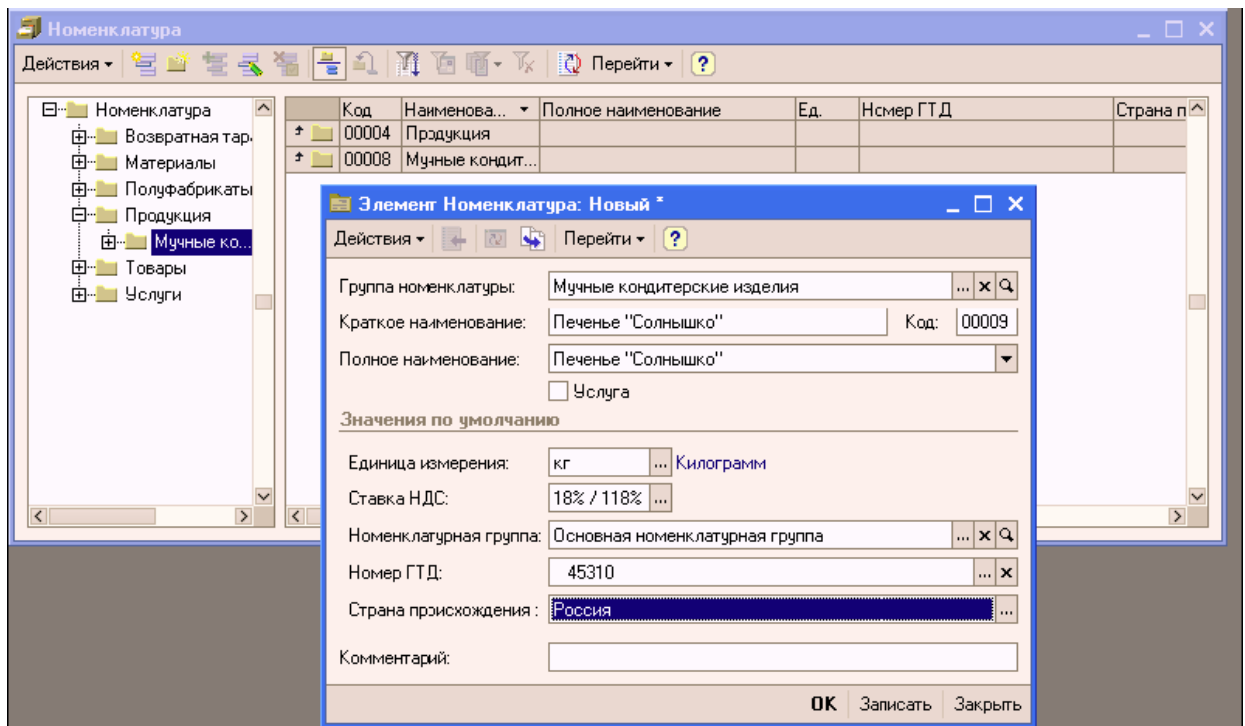 Номенклатура
Действия Перейти ?
Номенклатура
Возвратная тар
Материалы
Полуфабрикаты
Продукция
Мучные ко...
Товары
Услуги
Код Наименова... Полное наименование Ед. Номер ГТД Страна п
00004 Продукция
00008 Мучные кондит...
Элемент Номенклатура: Новый *
Действия Перейти ?
Группа номенклатуры: Мучные кондитерские изделия ... x
Краткое наименование: Печенье "Солнышко" Код: 00009
Полное наименование: Печенье "Солнышко"
Услуга
Значения по умолчанию
Единица измерения: кг ... Килограмм
Ставка НДС: 18% / 118% ...
Номенклатурная группа: Основная номенклатурная группа ... x
Номер ГТД: 45310 ... x
Страна происхождения : Россия ...
Комментарий:
OK Записать Закрыть